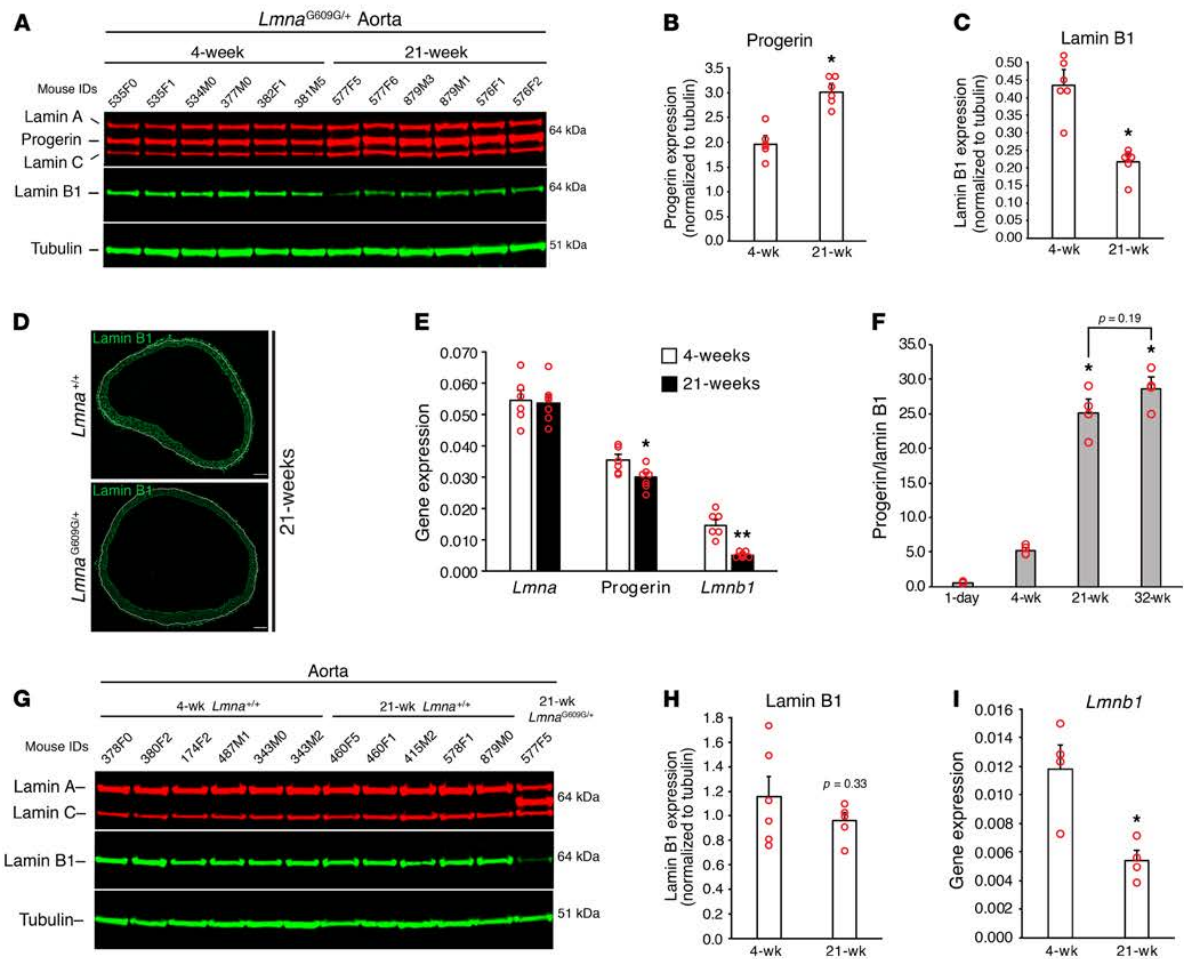 A
Lmna^G609G/+ Aorta
4-week 21-week
Mouse IDs 535F0 535F1 534M0 377M0 382F1 381M5 577F5 577F6 879M3 879M1 576F1 576F2
Lamin A
Progerin
Lamin C
64 kDa
Lamin B1 64 kDa
Tubulin 51 kDa
B
Progerin
Progerin expression
(normalized to tubulin)
3.5
3.0
2.5
2.0
1.5
1.0
0.5
0.0
*
4-wk 21-wk
C
Lamin B1
Lamin B1 expression
(normalized to tubulin)
0.50
0.45
0.40
0.35
0.30
0.25
0.20
0.15
0.10
0.05
0.00
*
4-wk 21-wk
D
Lamin B1
Lmna^+/+
Lamin B1
Lmna^G609G/+
21-weeks
E
Gene expression
0.070
0.060
0.050
0.040
0.030
0.020
0.010
0.000
4-weeks
21-weeks
*
**
Lmna Progerin Lmnb1
F
Progerin/lamin B1
35.0
30.0
25.0
20.0
15.0
10.0
5.0
0.0
p = 0.19
* *
1-day 4-wk 21-wk 32-wk
G
Aorta
4-wk Lmna^+/+ 21-wk Lmna^+/+ 21-wk
Lmna^G609G/+
Mouse IDs 378F0 380F2 174F2 487M1 343M0 343M2 460F5 460F1 415M2 578F1 879M0 577F5
Lamin A–
Lamin C–
64 kDa
Lamin B1– 64 kDa
Tubulin– 51 kDa
H
Lamin B1
Lamin B1 expression
(normalized to tubulin)
1.8
1.6
1.4
1.2
1.0
0.8
1.0
0.4
0.2
0.0
p = 0.33
4-wk 21-wk
I
Lmnb1
Gene expression
0.016
0.014
0.012
0.010
0.008
0.006
0.004
0.002
0.000
*
4-wk 21-wk